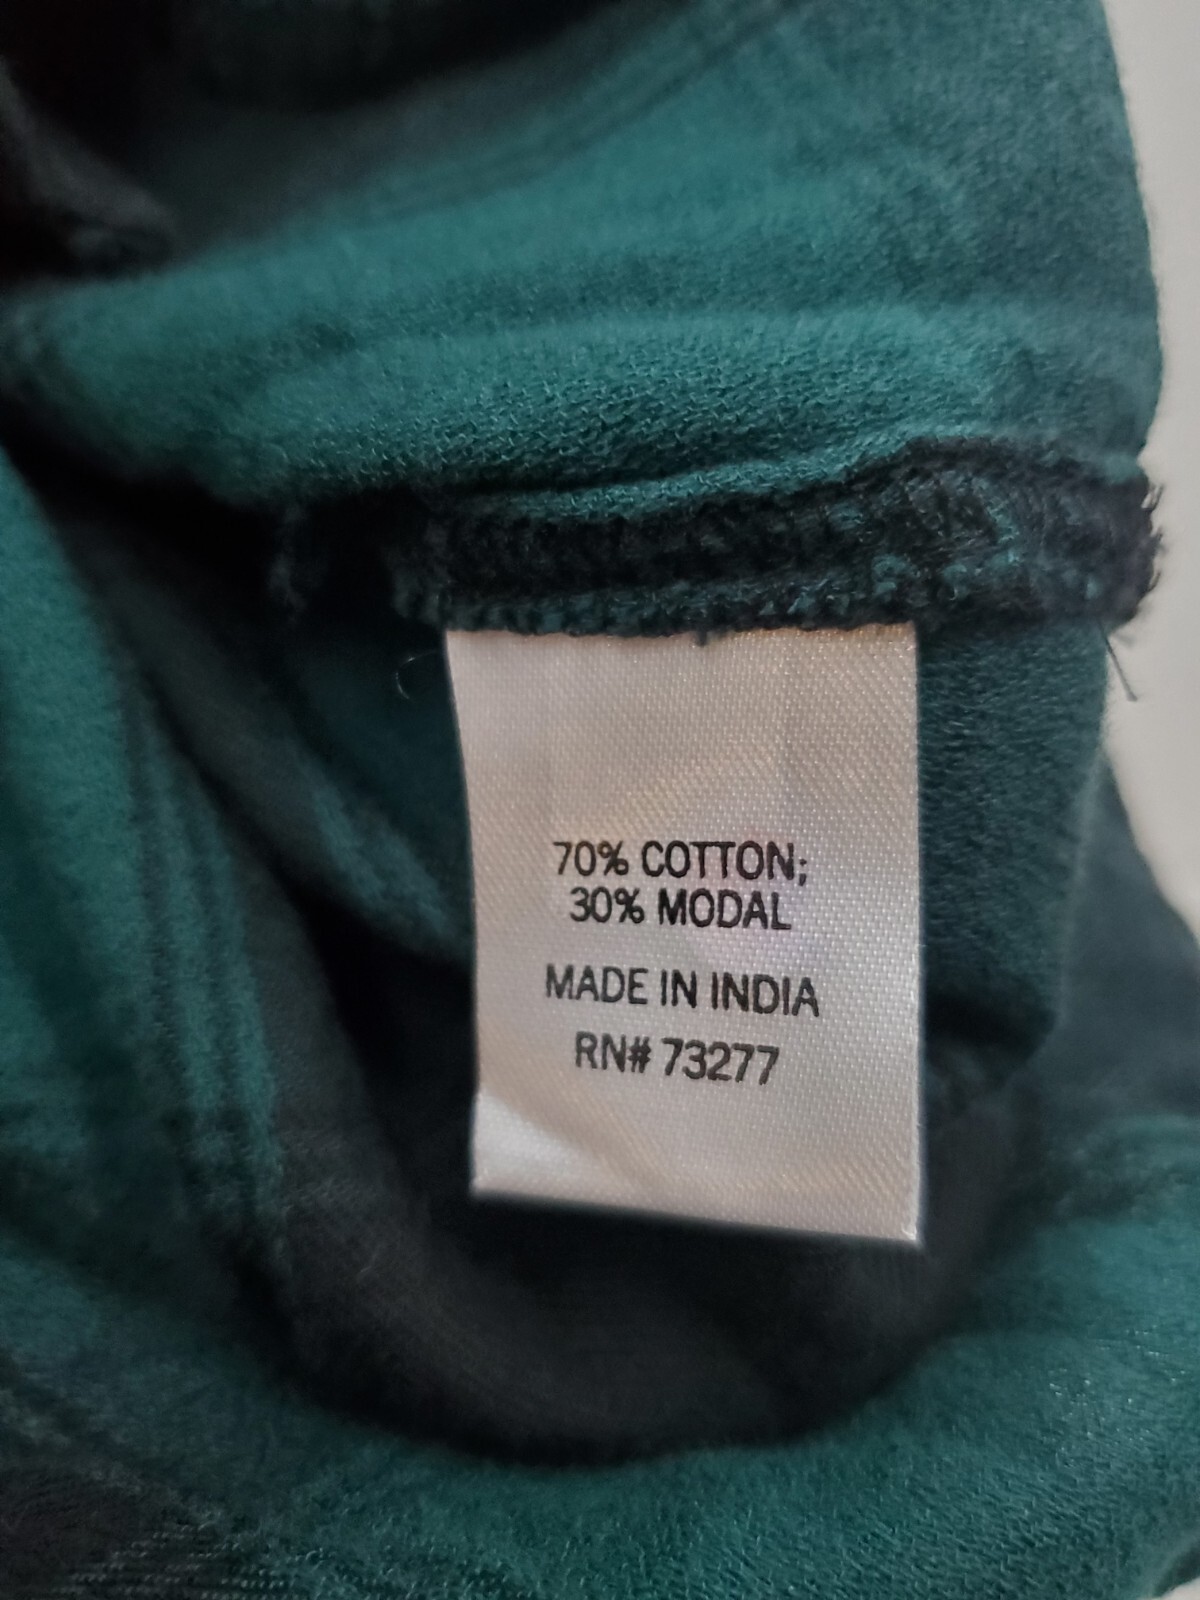 70% COTTON;
30% MODAL
MADE IN INDIA
RN# 73277